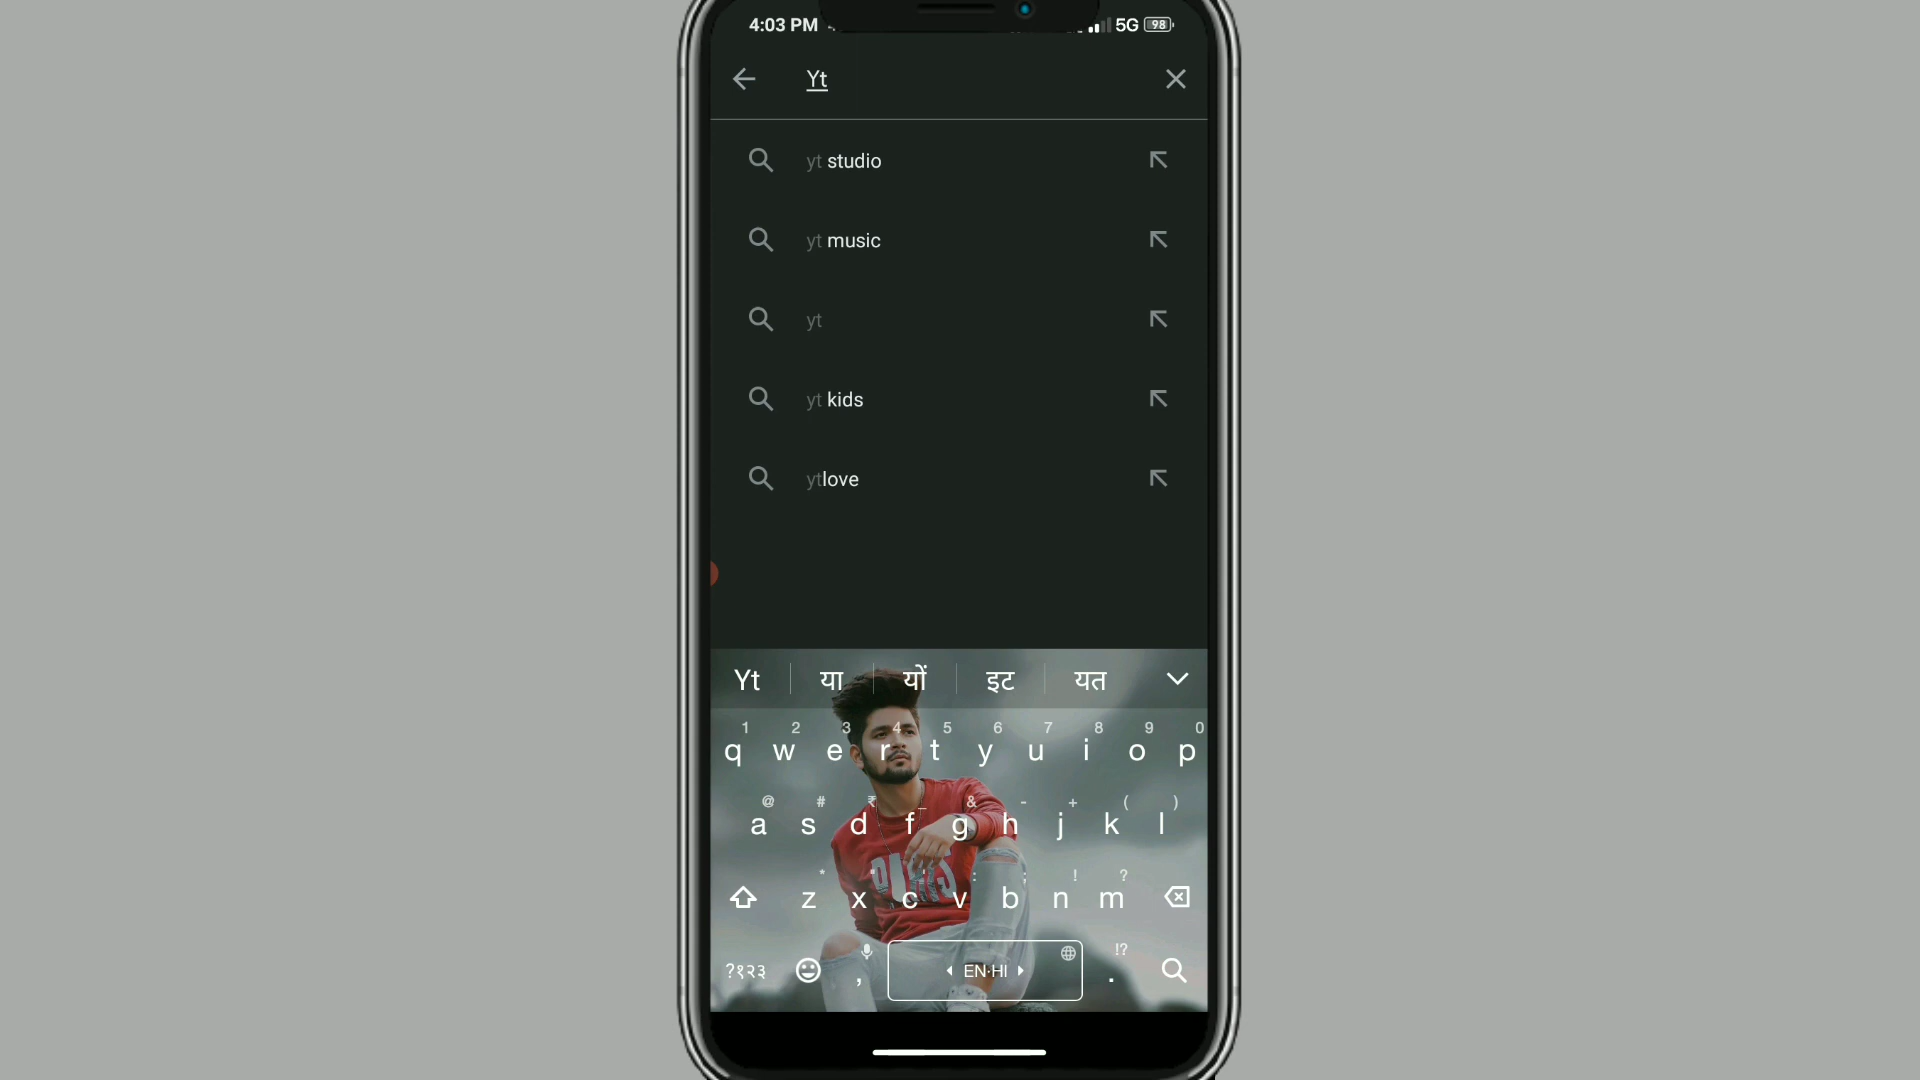 4:03 PM 5G 98
Yt
yt studio
yt music
yt
yt kids
ytlove
Yt या यों इट यत
1 2 3 4 5 6 7 8 9 0
q w e r t y u i o p
@ # ₹ _ & - + ( )
a s d f g h j k l
* " ' : ; ! ?
z x c v b n m
!?
?१२३ , EN·HI .